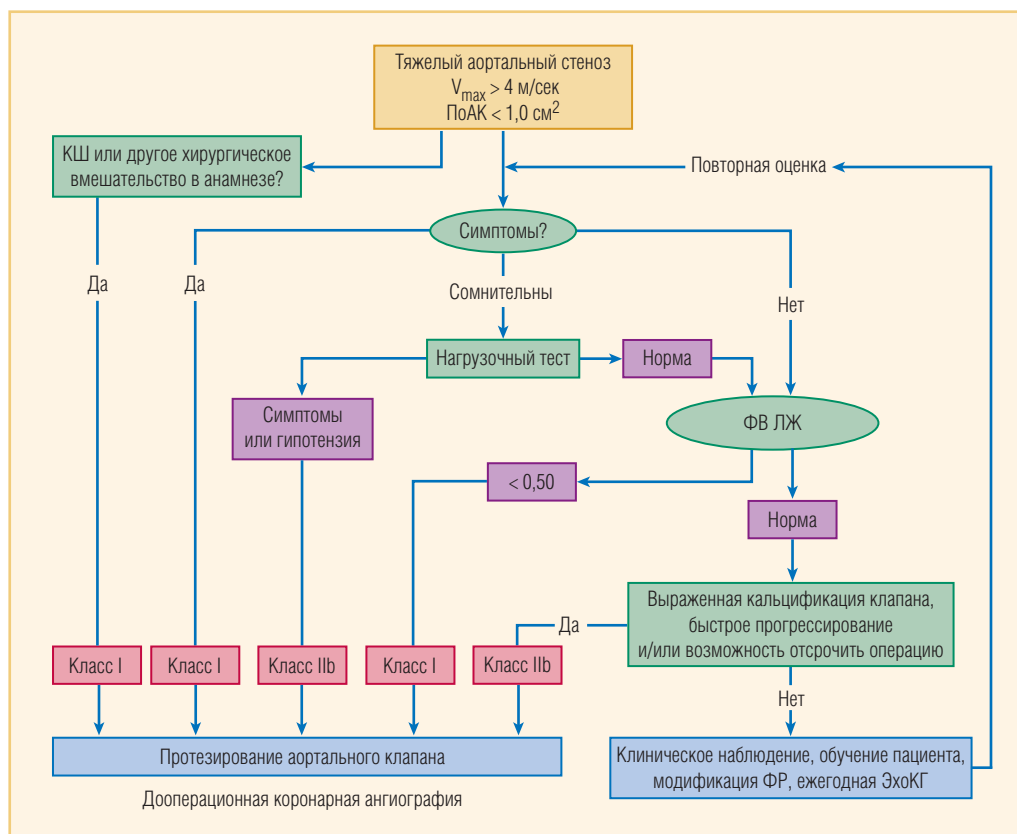 Тяжелый аортальный стеноз
Vmax > 4 м/сек
ПоАК < 1,0 см²
КШ или другое хирургическое
вмешательство в анамнезе?
Повторная оценка
Симптомы?
Да
Да
Сомнительны
Нет
Нагрузочный тест
Норма
Симптомы
или гипотензия
ФВ ЛЖ
< 0,50
Норма
Выраженная кальцификация клапана,
быстрое прогрессирование
и/или возможность отсрочить операцию
Да
Класс I
Класс I
Класс IIb
Класс I
Класс IIb
Нет
Протезирование аортального клапана
Клиническое наблюдение, обучение пациента,
модификация ФР, ежегодная ЭхоКГ
Дооперационная коронарная ангиография